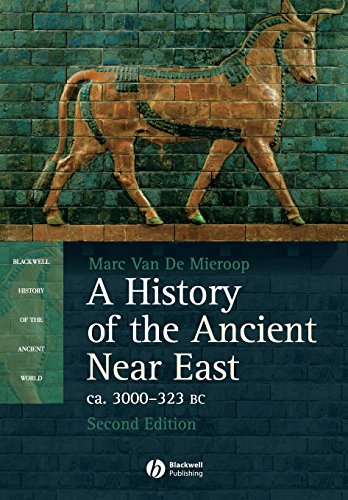 BLACKWELL
HISTORY
OF THE
ANCIENT
WORLD
Marc Van De Mieroop
A History
of the Ancient
Near East
ca. 3000–323 BC
Second Edition
Blackwell
Publishing